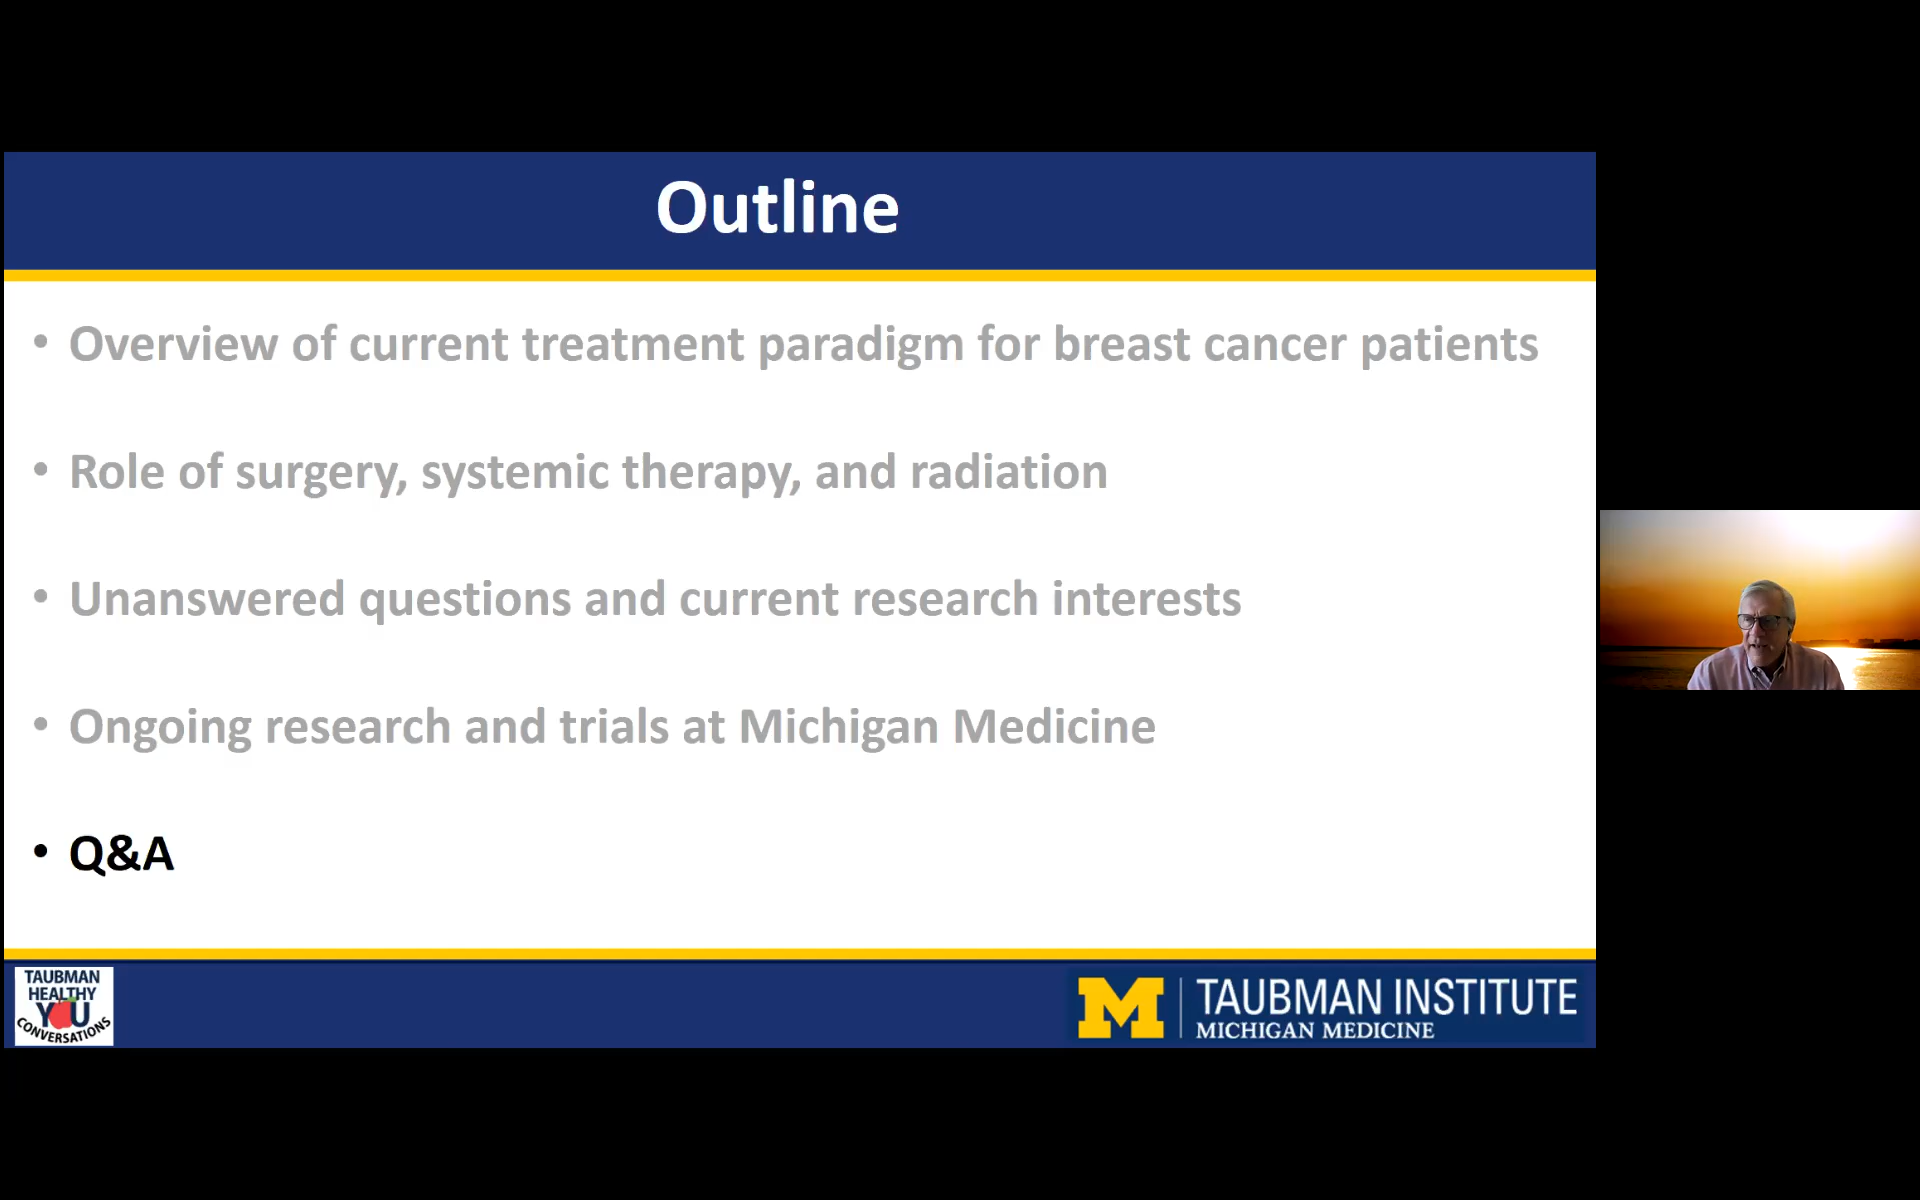 Outline
• Overview of current treatment paradigm for breast cancer patients
• Role of surgery, systemic therapy, and radiation
• Unanswered questions and current research interests
• Ongoing research and trials at Michigan Medicine
• Q&A
TAUBMAN
HEALTHY
YOU
CONVERSATIONS
M
TAUBMAN INSTITUTE
MICHIGAN MEDICINE